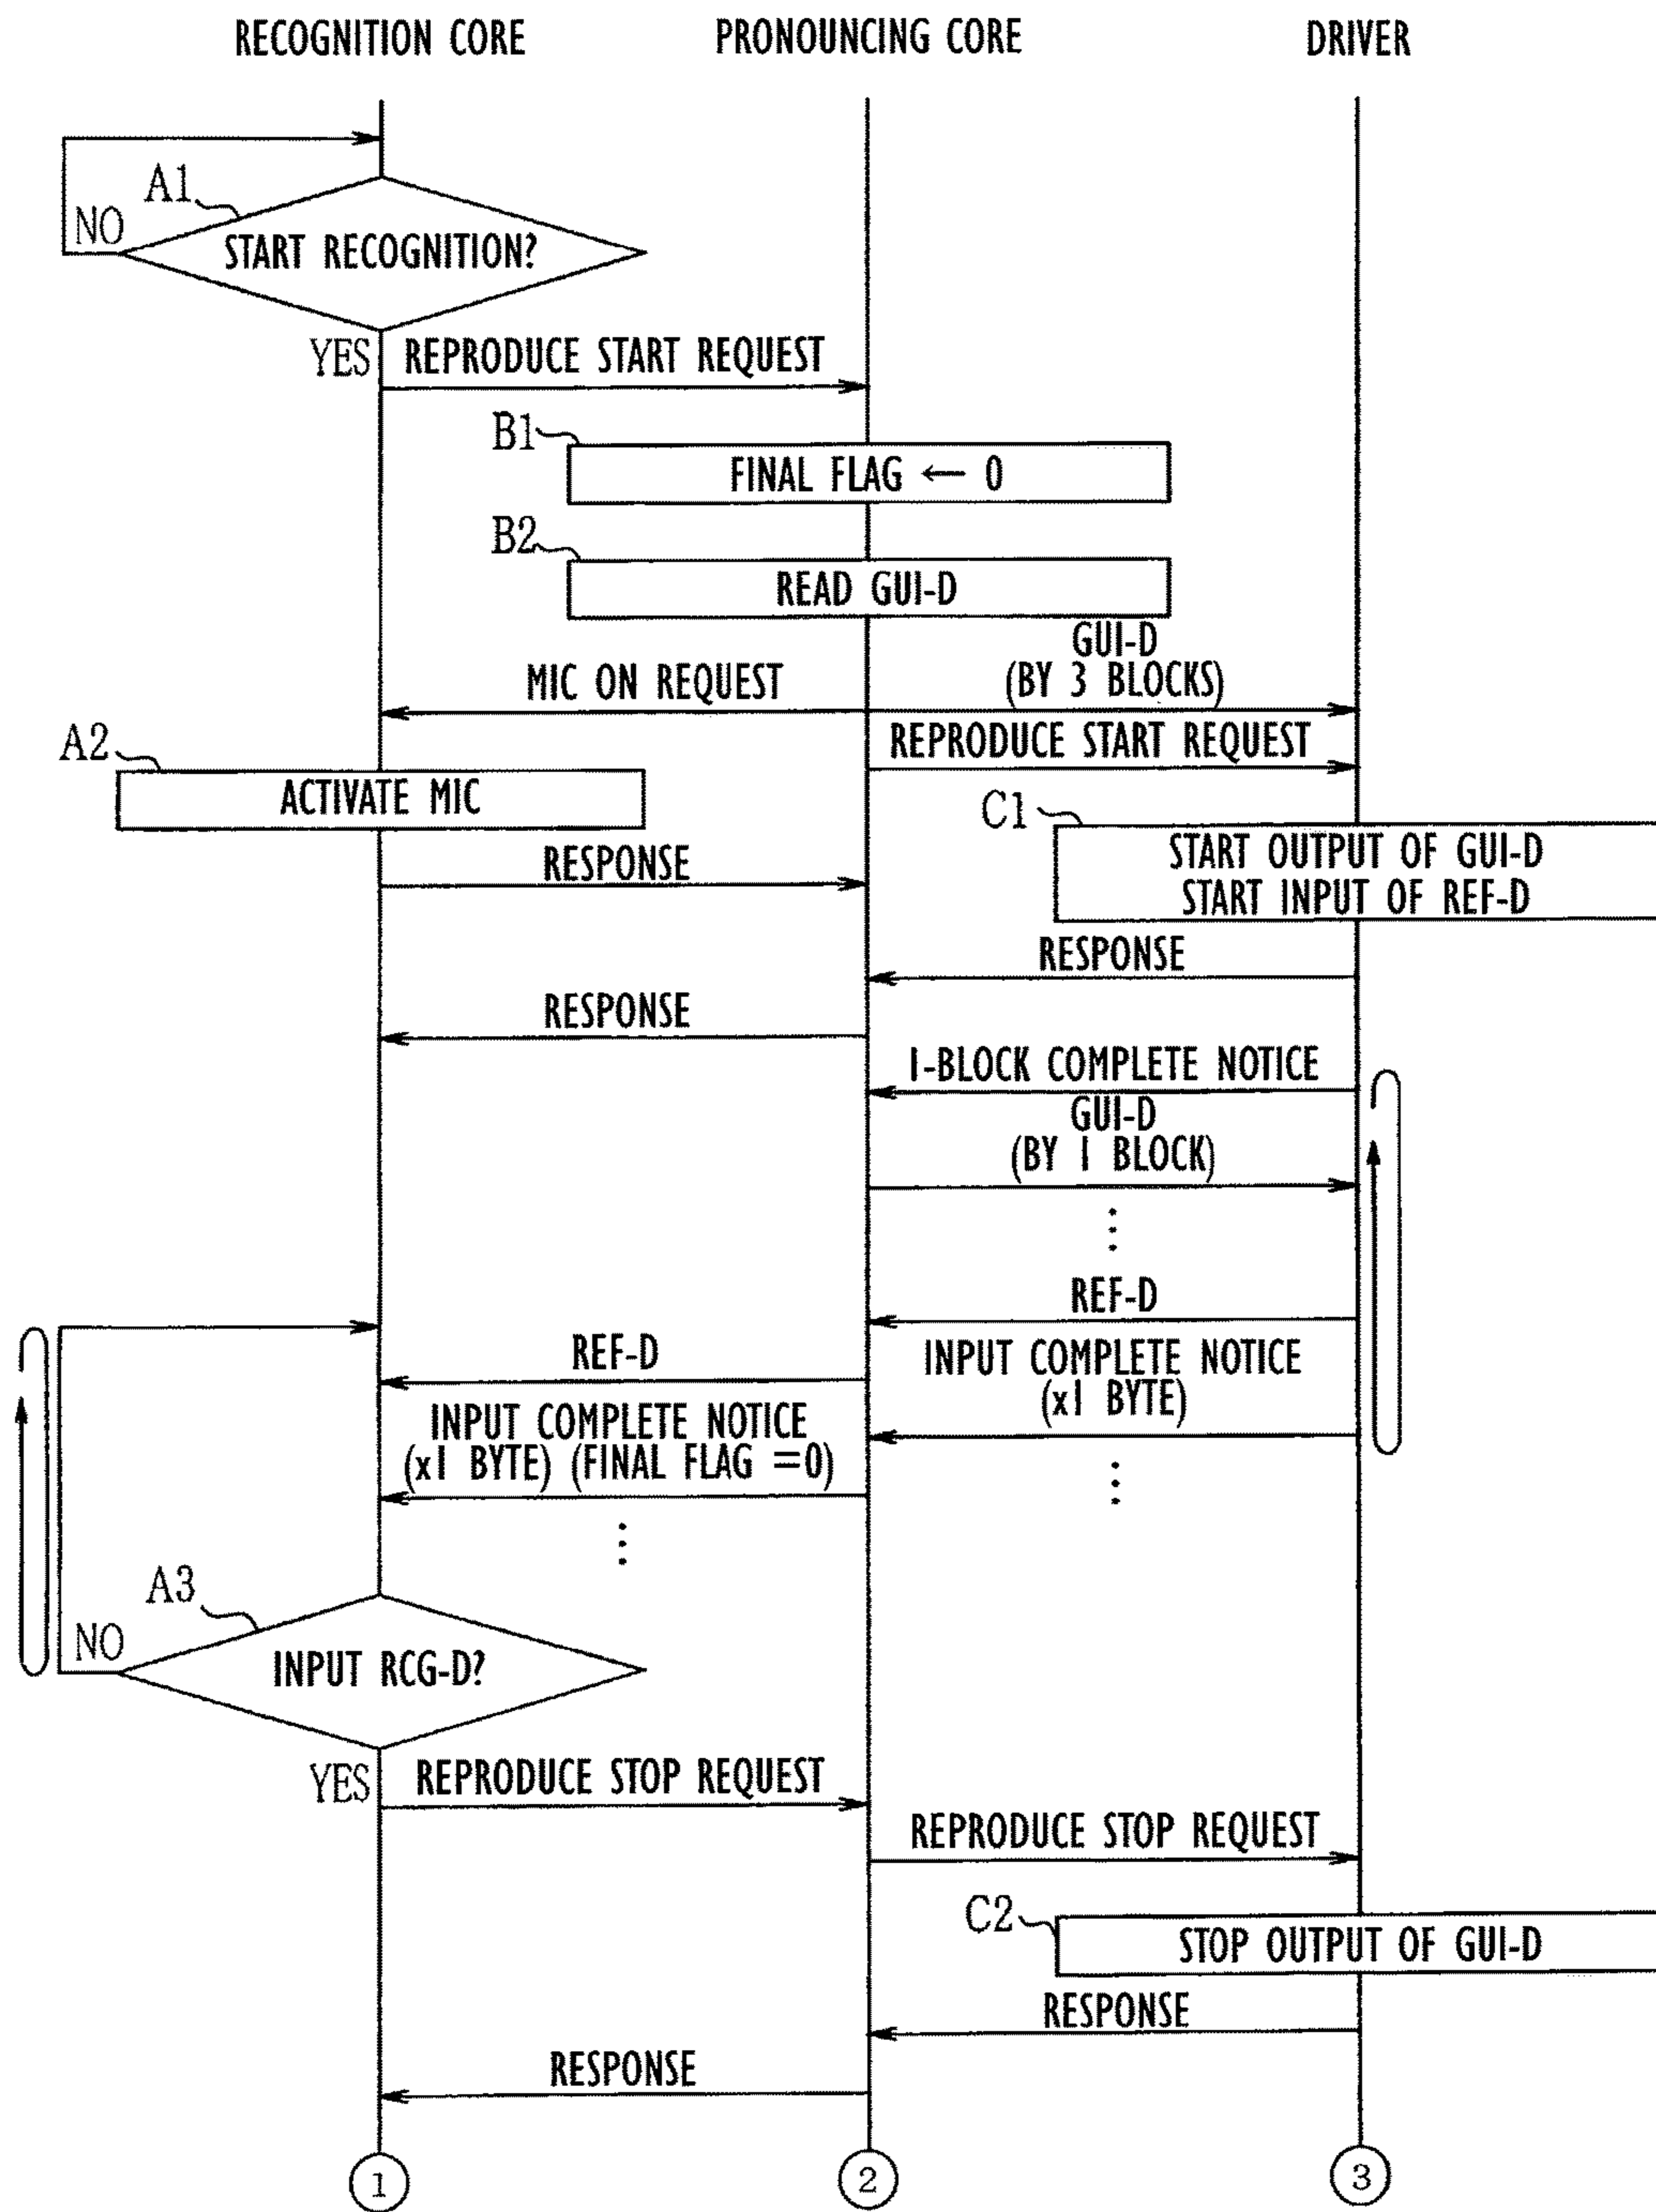 RECOGNITION CORE
PRONOUNCING CORE
DRIVER
A1
NO
START RECOGNITION?
YES
REPRODUCE START REQUEST
B1
FINAL FLAG ← 0
B2
READ GUI-D
GUI-D
(BY 3 BLOCKS)
MIC ON REQUEST
REPRODUCE START REQUEST
A2
ACTIVATE MIC
C1
START OUTPUT OF GUI-D
START INPUT OF REF-D
RESPONSE
RESPONSE
RESPONSE
1-BLOCK COMPLETE NOTICE
GUI-D
(BY 1 BLOCK)
⋮
REF-D
REF-D
INPUT COMPLETE NOTICE
(x1 BYTE)
INPUT COMPLETE NOTICE
(x1 BYTE) (FINAL FLAG =0)
⋮
⋮
A3
NO
INPUT RCG-D?
YES
REPRODUCE STOP REQUEST
REPRODUCE STOP REQUEST
C2
STOP OUTPUT OF GUI-D
RESPONSE
RESPONSE
1
2
3